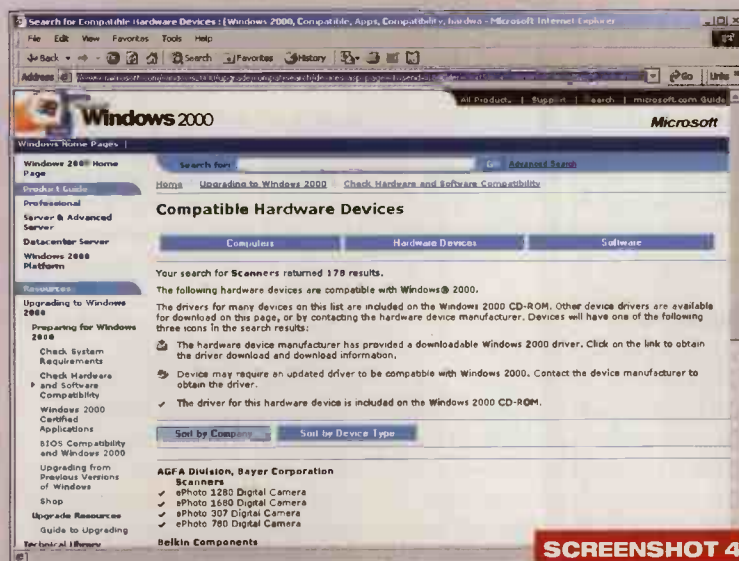 Search for Compatible Hardware Devices : (Windows 2000, Compatible, Apps, Compatibility, hardwa - Microsoft Internet Explorer
File Edit View Favorites Tools Help
Back Search Favorites History
Address Go Links
All Products | Support | Search | microsoft.com Guide
Windows 2000
Microsoft
Windows Home Pages |
Windows 2000 Home
Page
Product Guide
Professional
Server & Advanced
Server
Datacenter Server
Windows 2000
Platform
Resources
Upgrading to Windows
2000
Preparing for Windows
2000
Check System
Requirements
Check Hardware
and Software
Compatibility
Windows 2000
Certified
Applications
BIOS Compatibility
and Windows 2000
Upgrading from
Previous Versions
of Windows
Shop
Upgrade Resources
Guide to Upgrading
Technical Library
Search for: Go Advanced Search
Home Upgrading to Windows 2000 Check Hardware and Software Compatibility
Compatible Hardware Devices
Computers Hardware Devices Software
Your search for Scanners returned 178 results.
The following hardware devices are compatible with Windows® 2000.
The drivers for many devices on this list are included on the Windows 2000 CD-ROM. Other device drivers are available
for download on this page, or by contacting the hardware device manufacturer. Devices will have one of the following
three icons in the search results:
The hardware device manufacturer has provided a downloadable Windows 2000 driver. Click on the link to obtain
the driver download and download information.
Device may require an updated driver to be compatible with Windows 2000. Contact the device manufacturer to
obtain the driver.
The driver for this hardware device is included on the Windows 2000 CD-ROM.
Sort by Company Sort by Device Type
AGFA Division, Bayer Corporation
Scanners
ePhoto 1280 Digital Camera
ePhoto 1680 Digital Camera
ePhoto 307 Digital Camera
ePhoto 780 Digital Camera
Belkin Components
SCREENSHOT 4